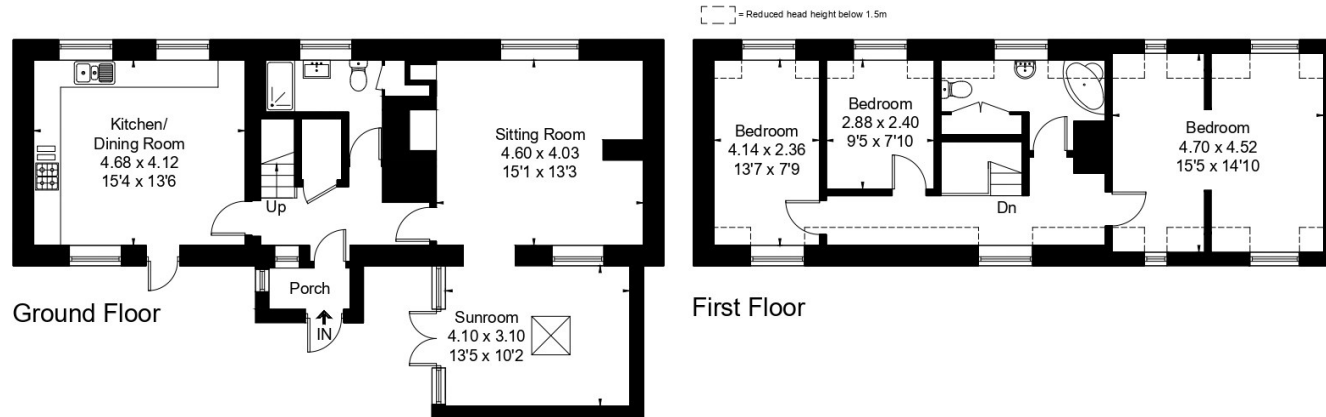 = Reduced head height below 1.5m
Kitchen/
Dining Room
4.68 x 4.12
15'4 x 13'6
Up
Sitting Room
4.60 x 4.03
15'1 x 13'3
Porch
IN
Sunroom
4.10 x 3.10
13'5 x 10'2
Ground Floor
Bedroom
4.14 x 2.36
13'7 x 7'9
Bedroom
2.88 x 2.40
9'5 x 7'10
Dn
Bedroom
4.70 x 4.52
15'5 x 14'10
First Floor